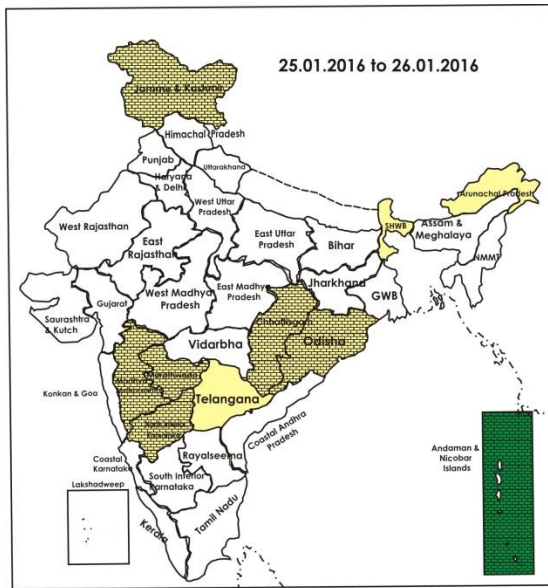 25.01.2016 to 26.01.2016
Jammu & Kashmir
Himachal Pradesh
Punjab
Uttarakhand
Haryana
& Delhi
West Uttar
Pradesh
Arunachal Pradesh
SHWB
Assam &
Meghalaya
NMMT
West Rajasthan
East
Rajasthan
East Uttar
Pradesh
Bihar
Jharkhand
GWB
Saurashtra
& Kutch
Gujarat
West Madhya
Pradesh
East Madhya
Pradesh
Chhattisgarh
Odisha
Vidarbha
Marathwada
Konkan & Goa
Telangana
Coastal Andhra
Pradesh
Andaman &
Nicobar
Islands
Coastal
Karnataka
Rayalseema
South Interior
Karnataka
Lakshadweep
Kerala
Tamil Nadu